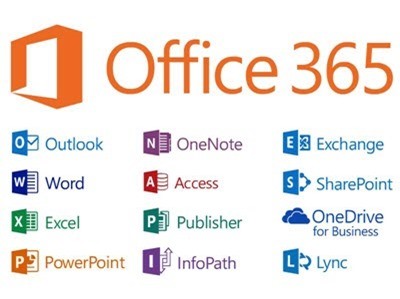 Office 365
Outlook
OneNote
Exchange
Word
Access
SharePoint
Excel
Publisher
OneDrive
for Business
PowerPoint
InfoPath
Lync